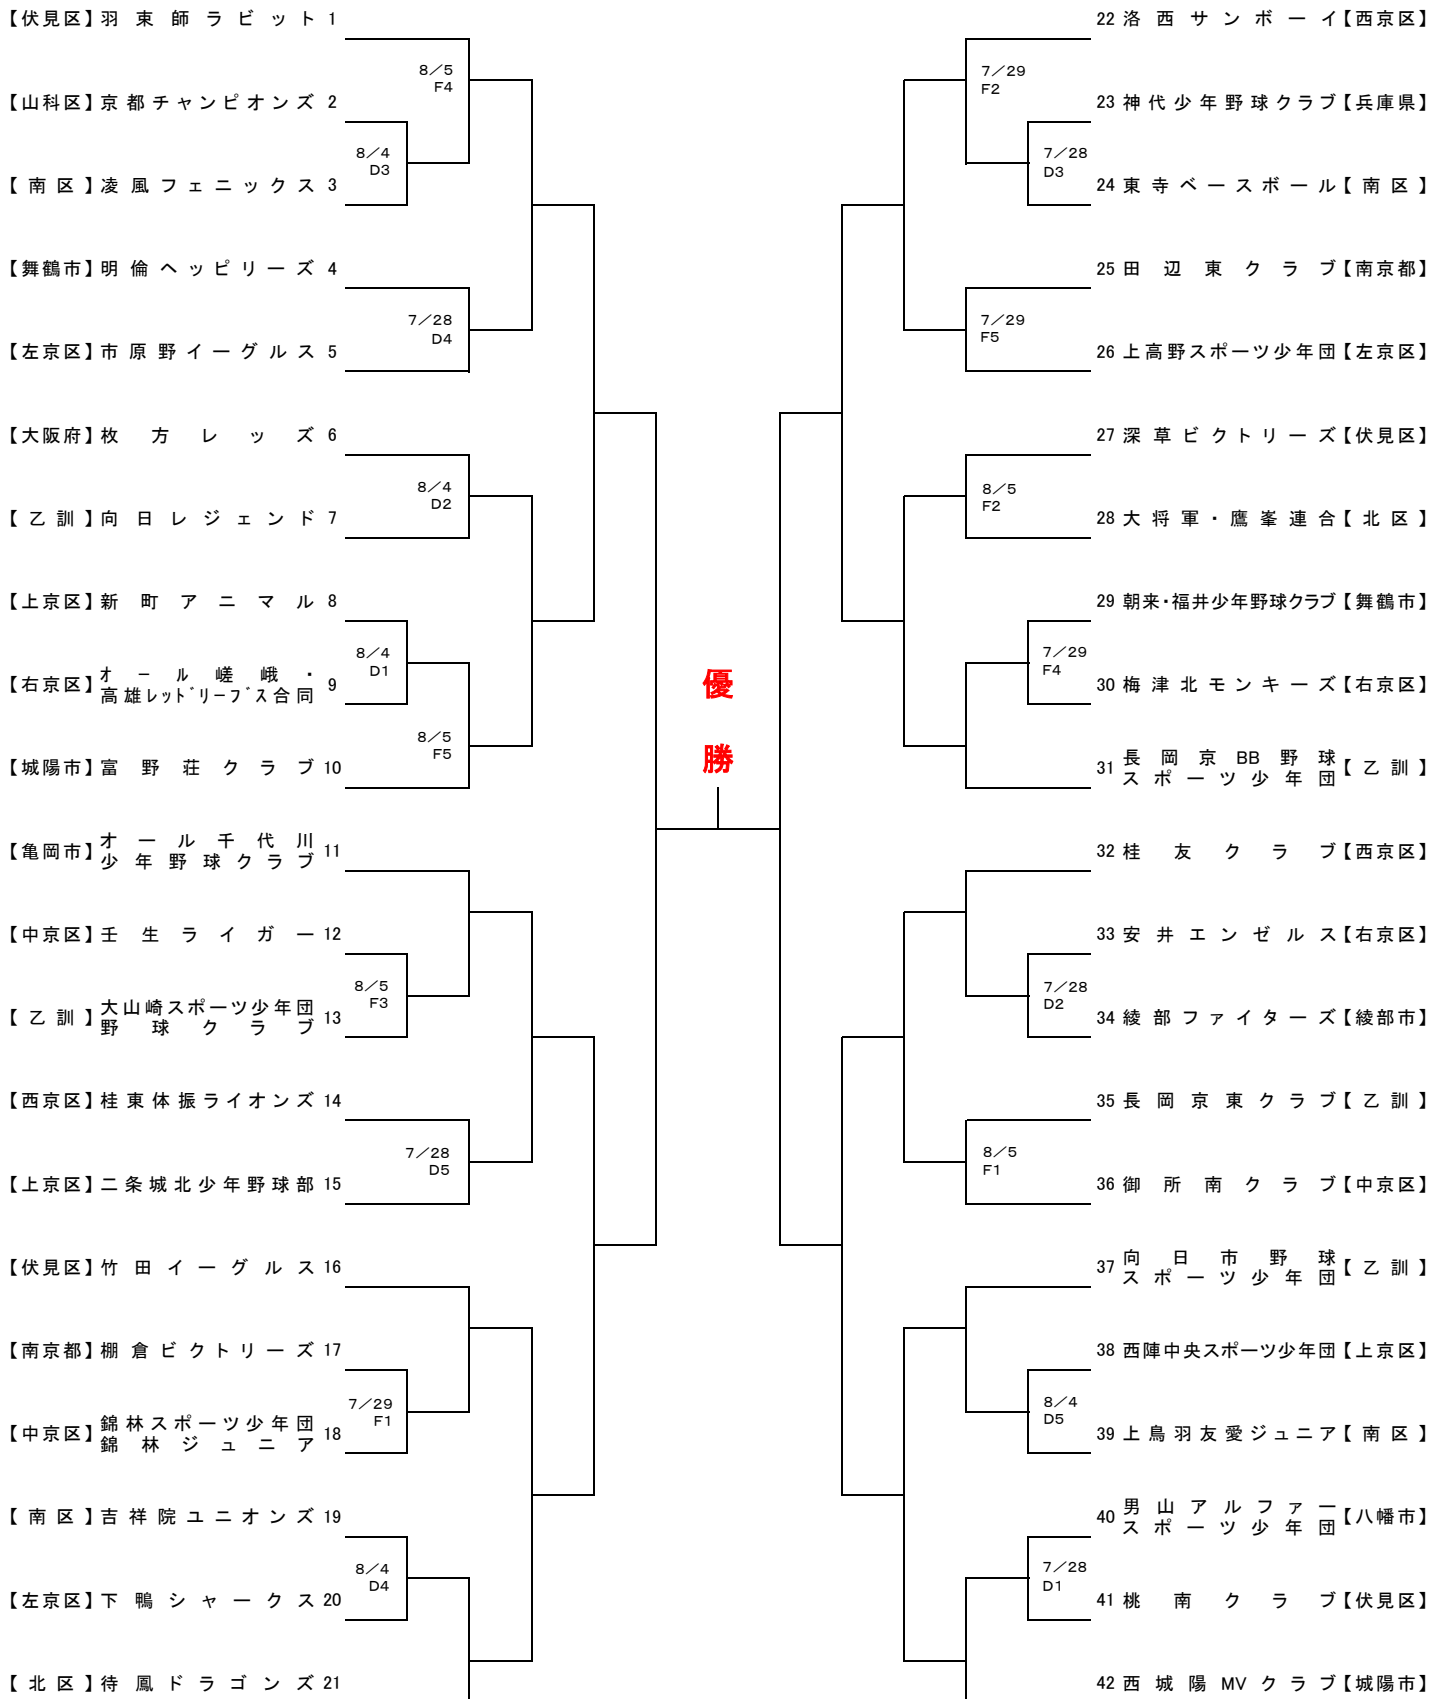 【伏見区】羽束師ラビット 1
8/5
F4
【山科区】京都チャンピオンズ 2
8/4
D3
【南区】凌風フェニックス 3
【舞鶴市】明倫ヘッピリーズ 4
7/28
D4
【左京区】市原野イーグルス 5
【大阪府】枚方レッズ 6
8/4
D2
【乙訓】向日レジェンド 7
【上京区】新町アニマル 8
8/4
D1
【右京区】オール嵯峨・
高雄レッドリーブス合同 9
8/5
F5
【城陽市】富野荘クラブ 10
【亀岡市】オール千代川
少年野球クラブ 11
【中京区】壬生ライガー 12
8/5
F3
【乙訓】大山崎スポーツ少年団
野球クラブ 13
【西京区】桂東体振ライオンズ 14
7/28
D5
【上京区】二条城北少年野球部 15
【伏見区】竹田イーグルス 16
【南京都】棚倉ビクトリーズ 17
7/29
F1
【中京区】錦林スポーツ少年団
錦林ジュニア 18
【南区】吉祥院ユニオンズ 19
8/4
D4
【左京区】下鴨シャークス 20
【北区】待鳳ドラゴンズ 21
優
勝
22 洛西サンボーイ【西京区】
7/29
F2
23 神代少年野球クラブ【兵庫県】
7/28
D3
24 東寺ベースボール【南区】
25 田辺東クラブ【南京都】
7/29
F5
26 上高野スポーツ少年団【左京区】
27 深草ビクトリーズ【伏見区】
8/5
F2
28 大将軍・鷹峯連合【北区】
29 朝来・福井少年野球クラブ【舞鶴市】
7/29
F4
30 梅津北モンキーズ【右京区】
31 長岡京BB野球
スポーツ少年団【乙訓】
32 桂友クラブ【西京区】
33 安井エンゼルス【右京区】
7/28
D2
34 綾部ファイターズ【綾部市】
35 長岡京東クラブ【乙訓】
8/5
F1
36 御所南クラブ【中京区】
37 向日市野球
スポーツ少年団【乙訓】
38 西陣中央スポーツ少年団【上京区】
8/4
D5
39 上鳥羽友愛ジュニア【南区】
40 男山アルファー
スポーツ少年団【八幡市】
7/28
D1
41 桃南クラブ【伏見区】
42 西城陽MVクラブ【城陽市】